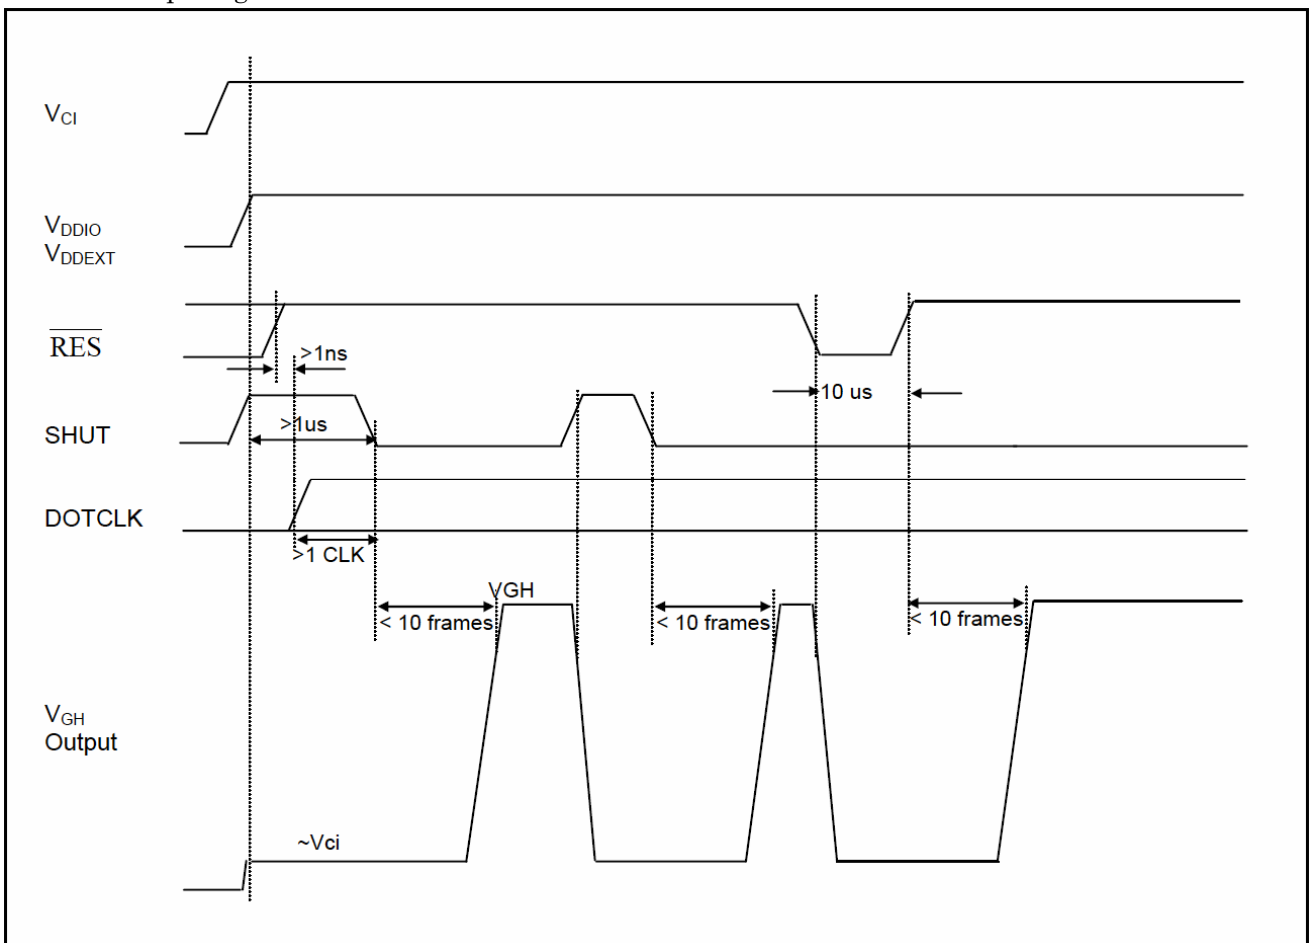 VCI
VDDIO
VDDEXT
RES
>1ns
10 us
SHUT
>1us
DOTCLK
>1 CLK
VGH
< 10 frames
< 10 frames
< 10 frames
VGH
Output
~Vci